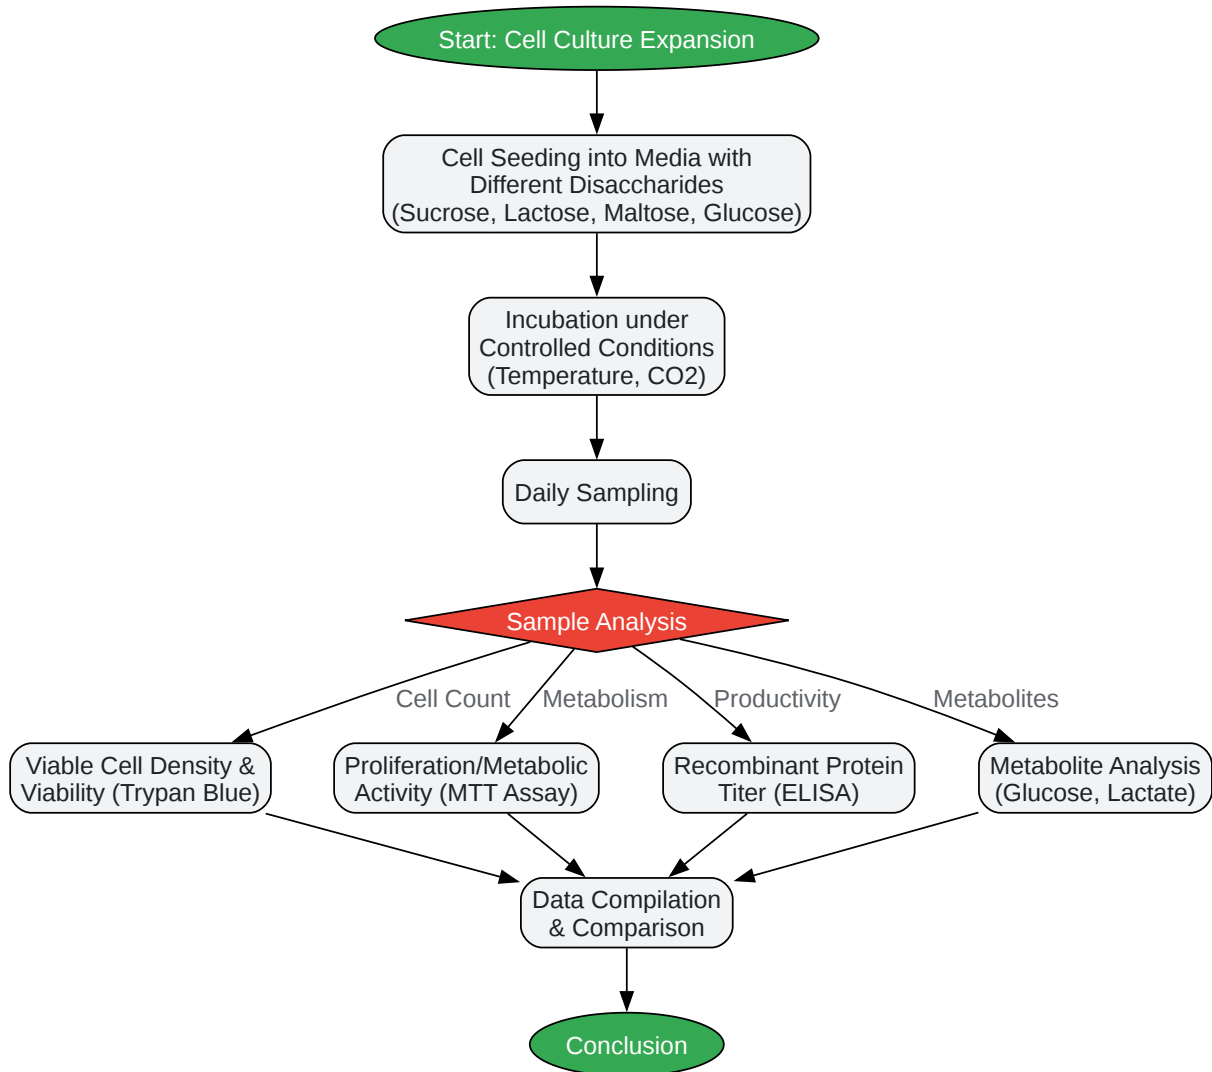 Start: Cell Culture Expansion
Cell Seeding into Media with
Different Disaccharides
(Sucrose, Lactose, Maltose, Glucose)
Incubation under
Controlled Conditions
(Temperature, CO2)
Daily Sampling
Sample Analysis
Cell Count
Metabolism
Productivity
Metabolites
Viable Cell Density &
Viability (Trypan Blue)
Proliferation/Metabolic
Activity (MTT Assay)
Recombinant Protein
Titer (ELISA)
Metabolite Analysis
(Glucose, Lactate)
Data Compilation
& Comparison
Conclusion